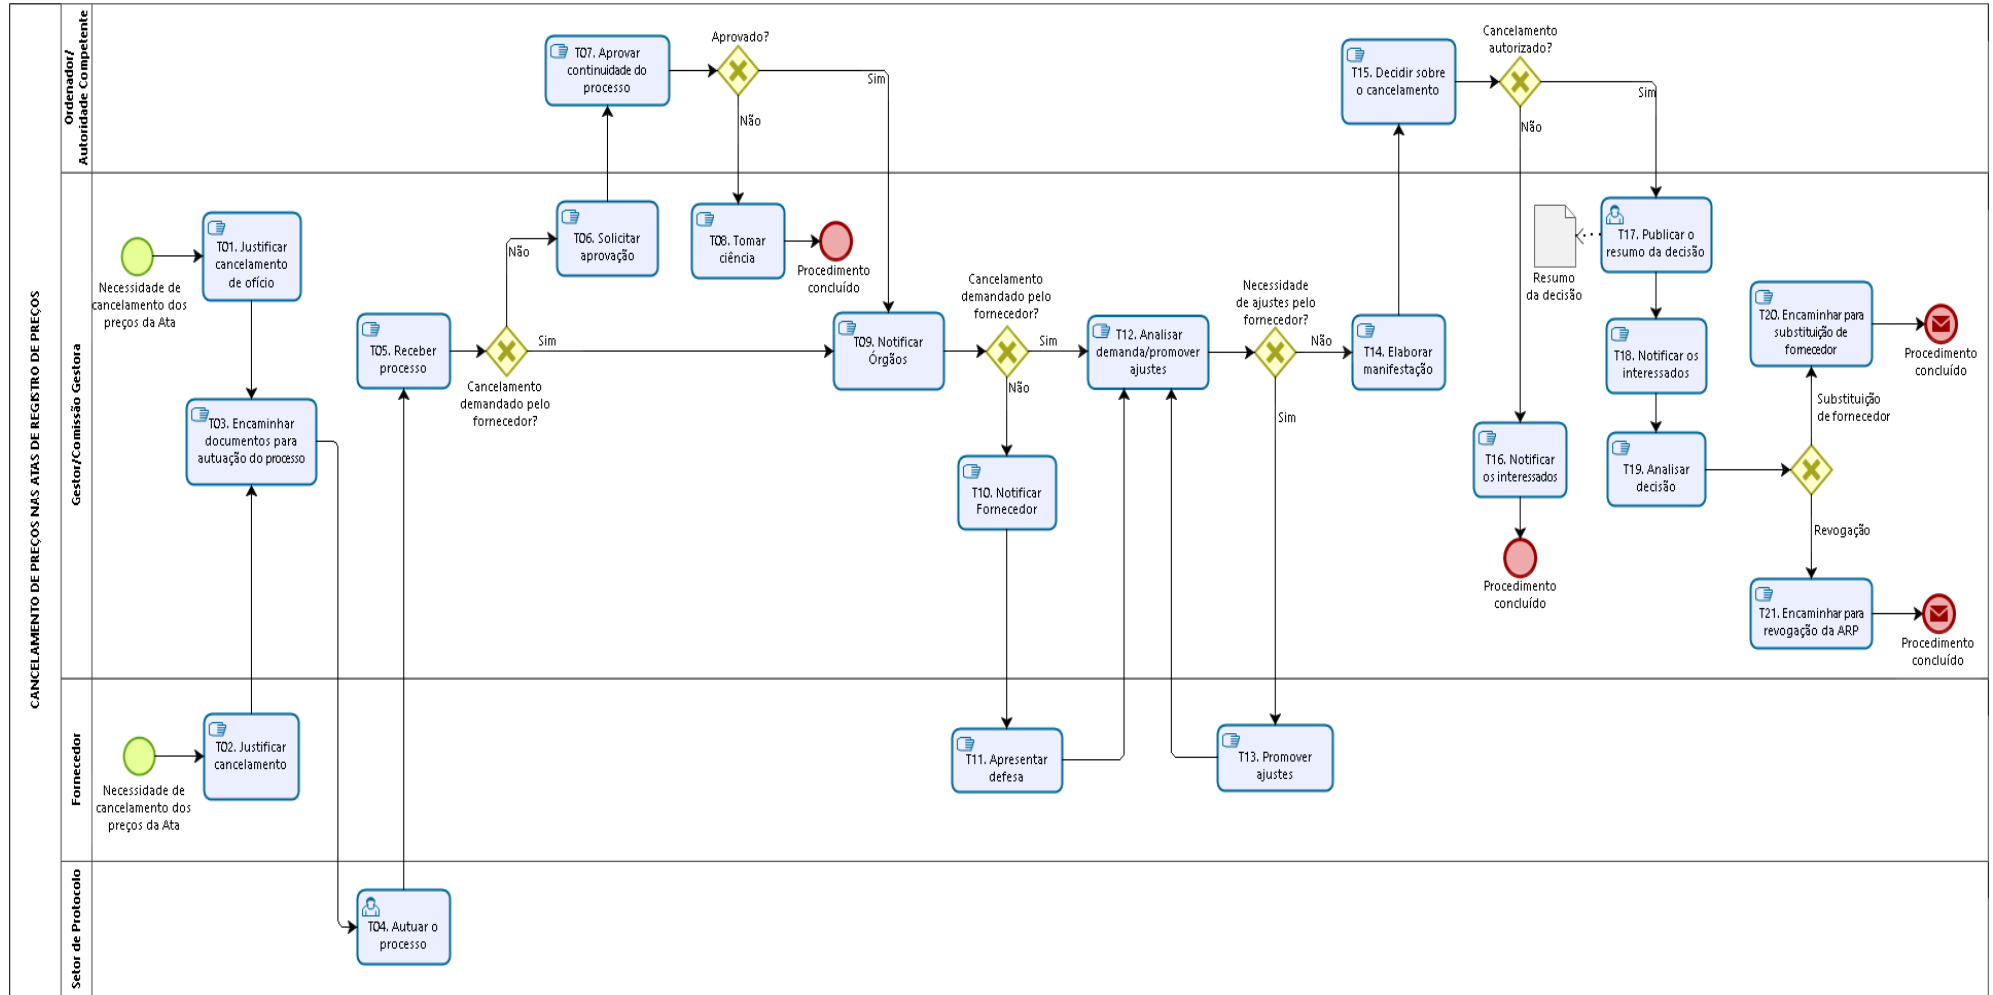 CANCELAMENTO DE PREÇOS NAS ATAS DE REGISTRO DE PREÇOS
Ordenador/
Autoridade Competente
T07. Aprovar
continuidade do
processo
Aprovado?
Sim
Não
T15. Decidir sobre
o cancelamento
Cancelamento
autorizado?
Sim
Não
Gestor/Comissão Gestora
Necessidade de
cancelamento dos
preços da Ata
T01. Justificar
cancelamento
de ofício
T03. Encaminhar
documentos para
autuação do processo
T05. Receber
processo
Cancelamento
demandado pelo
fornecedor?
Não
Sim
T06. Solicitar
aprovação
T08. Tomar
ciência
Procedimento
concluído
T09. Notificar
Órgãos
Cancelamento
demandado pelo
fornecedor?
Sim
Não
T10. Notificar
Fornecedor
T12. Analisar
demanda/promover
ajustes
Necessidade
de ajustes pelo
fornecedor?
Não
Sim
T14. Elaborar
manifestação
T16. Notificar
os interessados
Procedimento
concluído
Resumo
da decisão
T17. Publicar o
resumo da decisão
T18. Notificar os
interessados
T19. Analisar
decisão
Substituição
de fornecedor
Revogação
T20. Encaminhar para
substituição de
fornecedor
Procedimento
concluído
T21. Encaminhar para
revogação da ARP
Procedimento
concluído
Fornecedor
Necessidade de
cancelamento dos
preços da Ata
T02. Justificar
cancelamento
T11. Apresentar
defesa
T13. Promover
ajustes
Setor de Protocolo
T04. Autuar o
processo